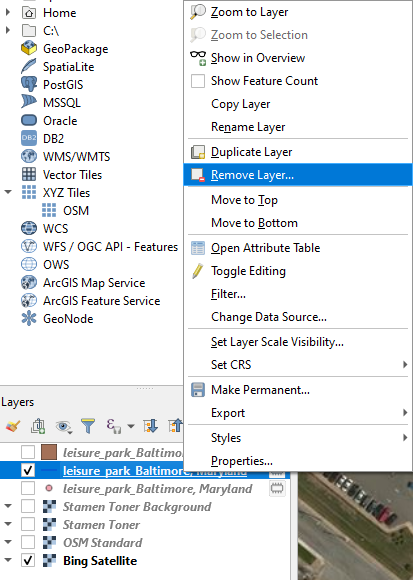 Home
C:\
GeoPackage
SpatiaLite
PostGIS
MSSQL
Oracle
DB2
DB2
WMS/WMTS
Vector Tiles
XYZ Tiles
OSM
WCS
WFS / OGC API - Features
OWS
ArcGIS Map Service
ArcGIS Feature Service
GeoNode
Zoom to Layer
Zoom to Selection
Show in Overview
Show Feature Count
Copy Layer
Rename Layer
Duplicate Layer
Remove Layer...
Move to Top
Move to Bottom
Open Attribute Table
Toggle Editing
Filter...
Change Data Source...
Set Layer Scale Visibility...
Set CRS
Make Permanent...
Export
Styles
Properties...
Layers
leisure_park_Baltimor
leisure_park_Baltimore, Maryland
leisure_park_Baltimore, Maryland
Stamen Toner Background
Stamen Toner
OSM Standard
Bing Satellite